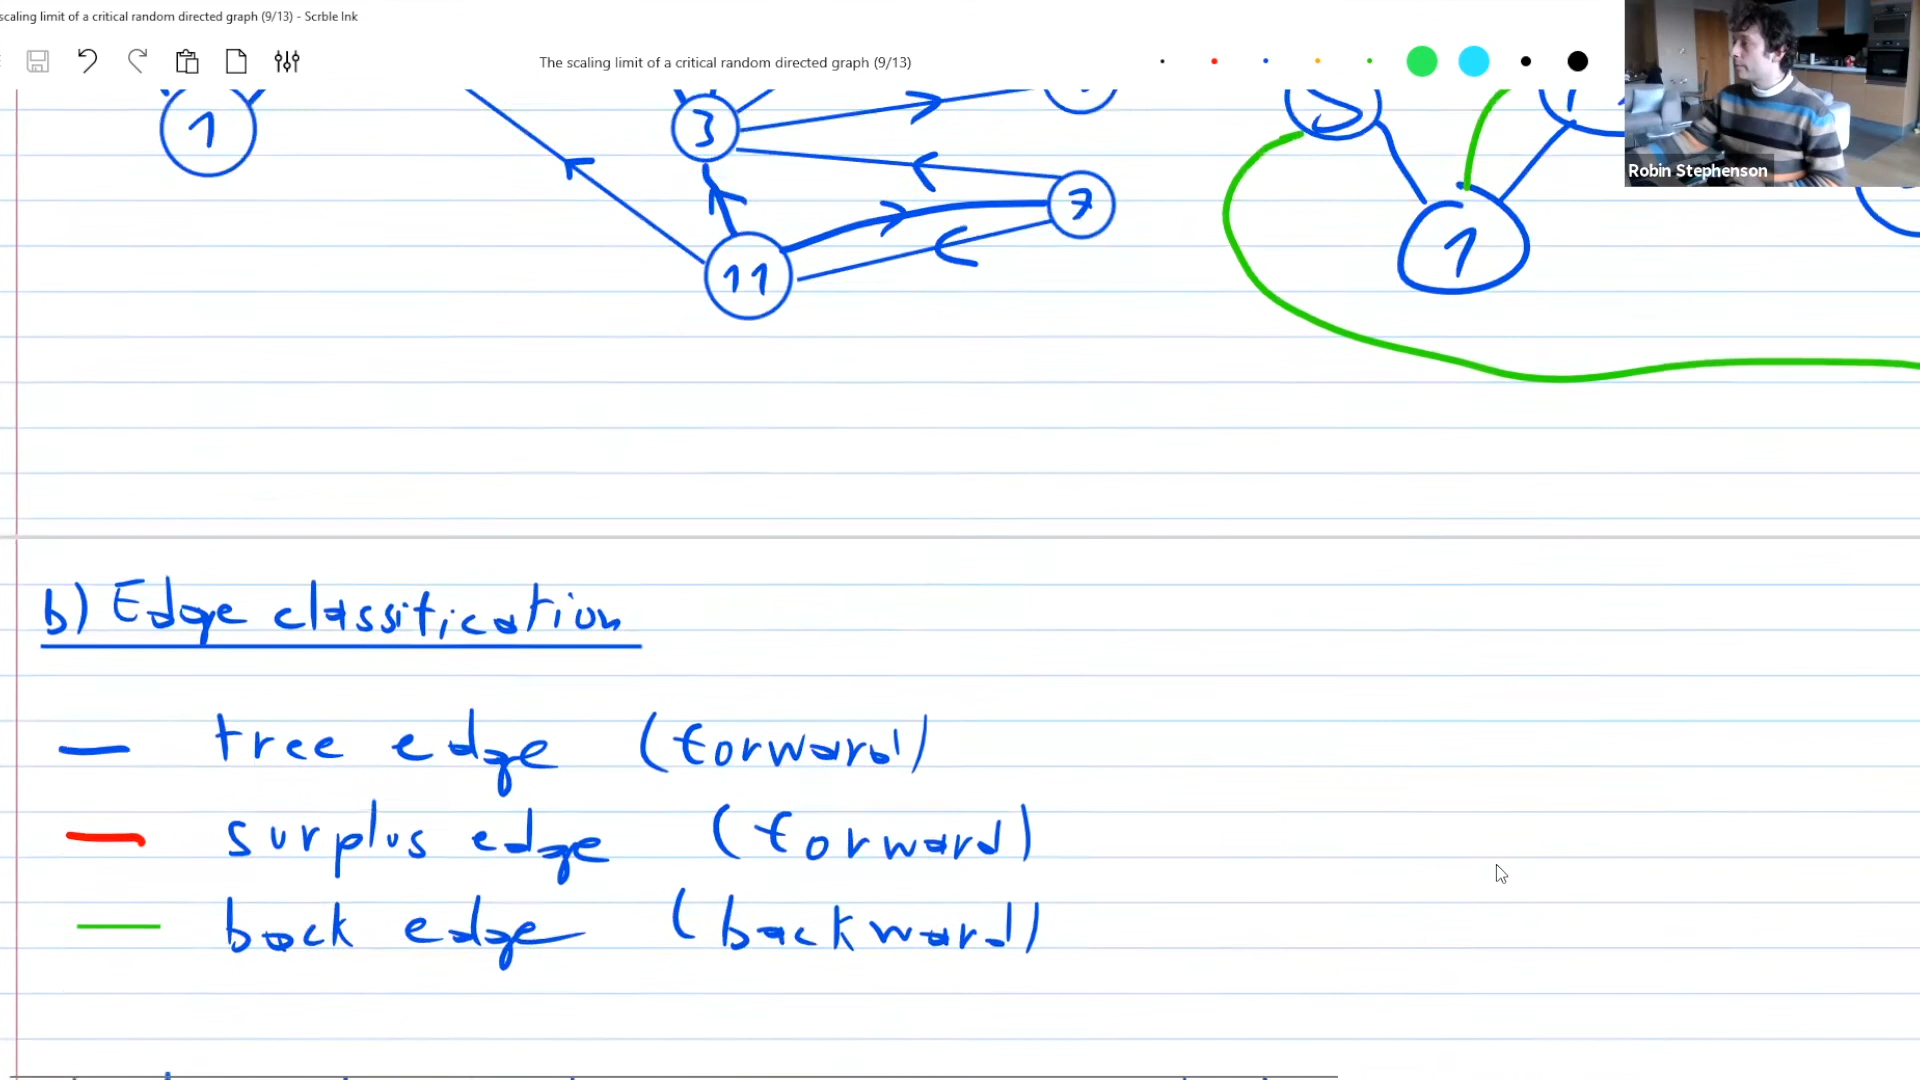 scaling limit of a critical random directed graph (9/13) - Scrble Ink
The scaling limit of a critical random directed graph (9/13)
Robin Stephenson
1
3
7
11
1
b) Edge classification
tree edge (forward)
surplus edge (forward)
back edge (backward)